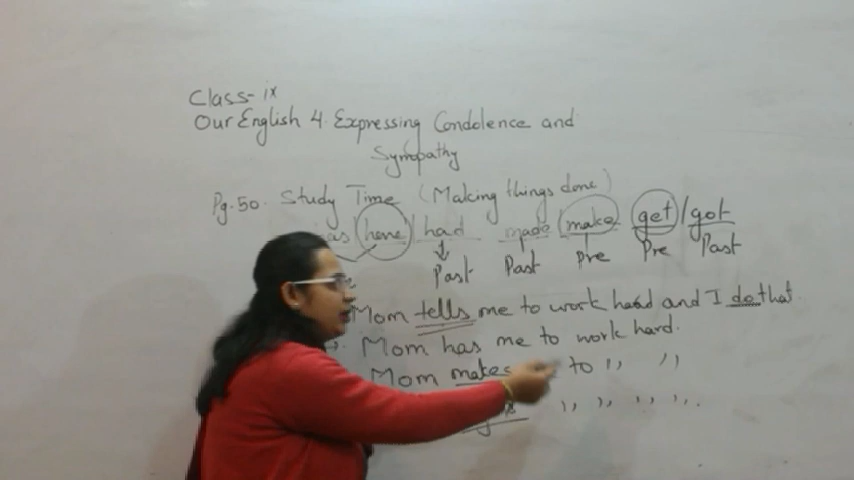 Class-ix
Our English 4. Expressing Condolence and
Sympathy
Pg. 50. Study Time (Making things done)
as have / had made / make get / got
Past Past Pre Pre Past
Mom tells me to work hard and I do that
Mom has me to work hard.
Mom makes to ,, ,,
,, ,, ,, ,,.